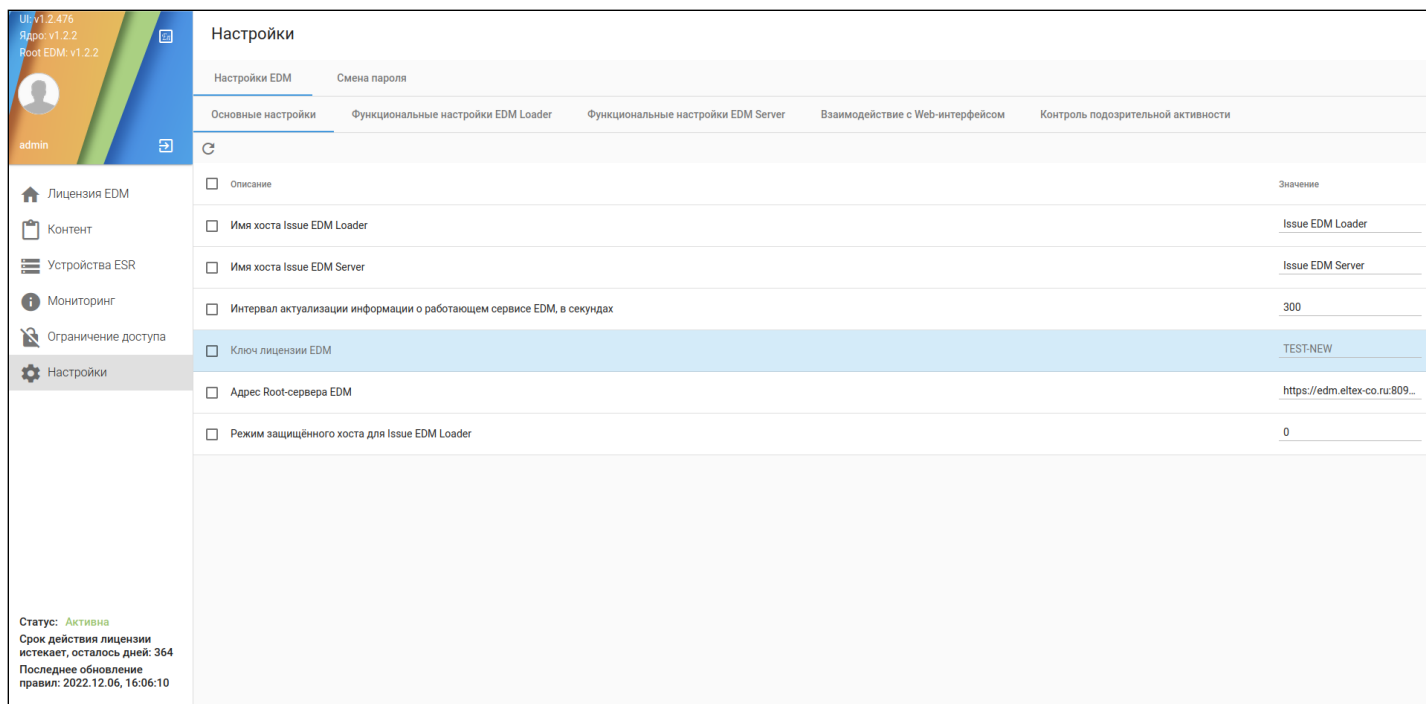 UI: v1.2.476
Ядро: v1.2.2
Root EDM: v1.2.2
admin
Лицензия EDM
Контент
Устройства ESR
Мониторинг
Ограничение доступа
Настройки
Статус: Активна
Срок действия лицензии
истекает, осталось дней: 364
Последнее обновление
правил: 2022.12.06, 16:06:10
Настройки
Настройки EDM Смена пароля
Основные настройки Функциональные настройки EDM Loader Функциональные настройки EDM Server Взаимодействие с Web-интерфейсом Контроль подозрительной активности
Описание Значение
Имя хоста Issue EDM Loader Issue EDM Loader
Имя хоста Issue EDM Server Issue EDM Server
Интервал актуализации информации о работающем сервисе EDM, в секундах 300
Ключ лицензии EDM TEST-NEW
Адрес Root-сервера EDM https://edm.eltex-co.ru:809...
Режим защищённого хоста для Issue EDM Loader 0